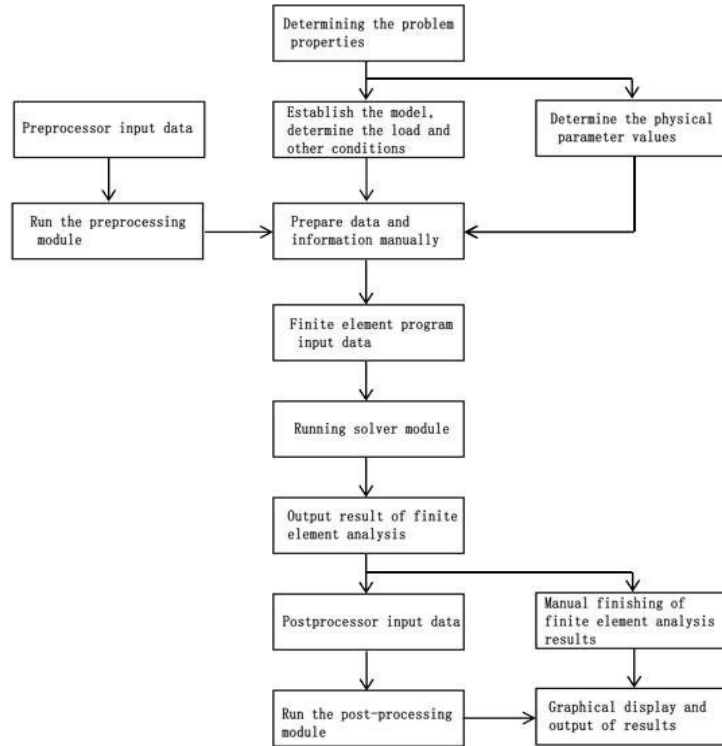 Determining the problem
properties
Preprocessor input data
Establish the model,
determine the load and
other conditions
Determine the physical
parameter values
Run the preprocessing
module
Prepare data and
information manually
Finite element program
input data
Running solver module
Output result of finite
element analysis
Postprocessor input data
Manual finishing of
finite element analysis
results
Run the post-processing
module
Graphical display and
output of results